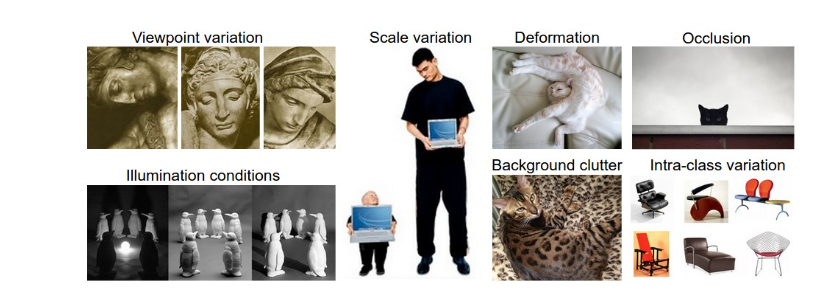 Viewpoint variation
Scale variation
Deformation
Occlusion
Illumination conditions
Background clutter
Intra-class variation